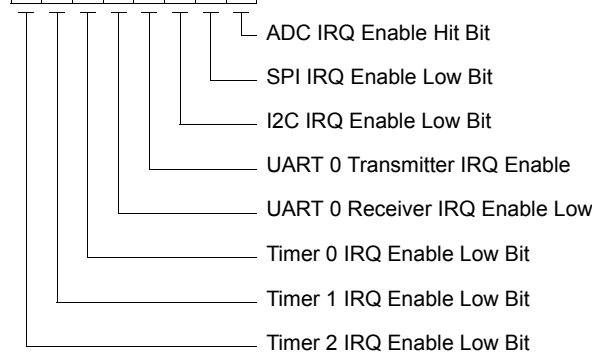 ADC IRQ Enable Hit Bit
SPI IRQ Enable Low Bit
I2C IRQ Enable Low Bit
UART 0 Transmitter IRQ Enable
UART 0 Receiver IRQ Enable Low
Timer 0 IRQ Enable Low Bit
Timer 1 IRQ Enable Low Bit
Timer 2 IRQ Enable Low Bit